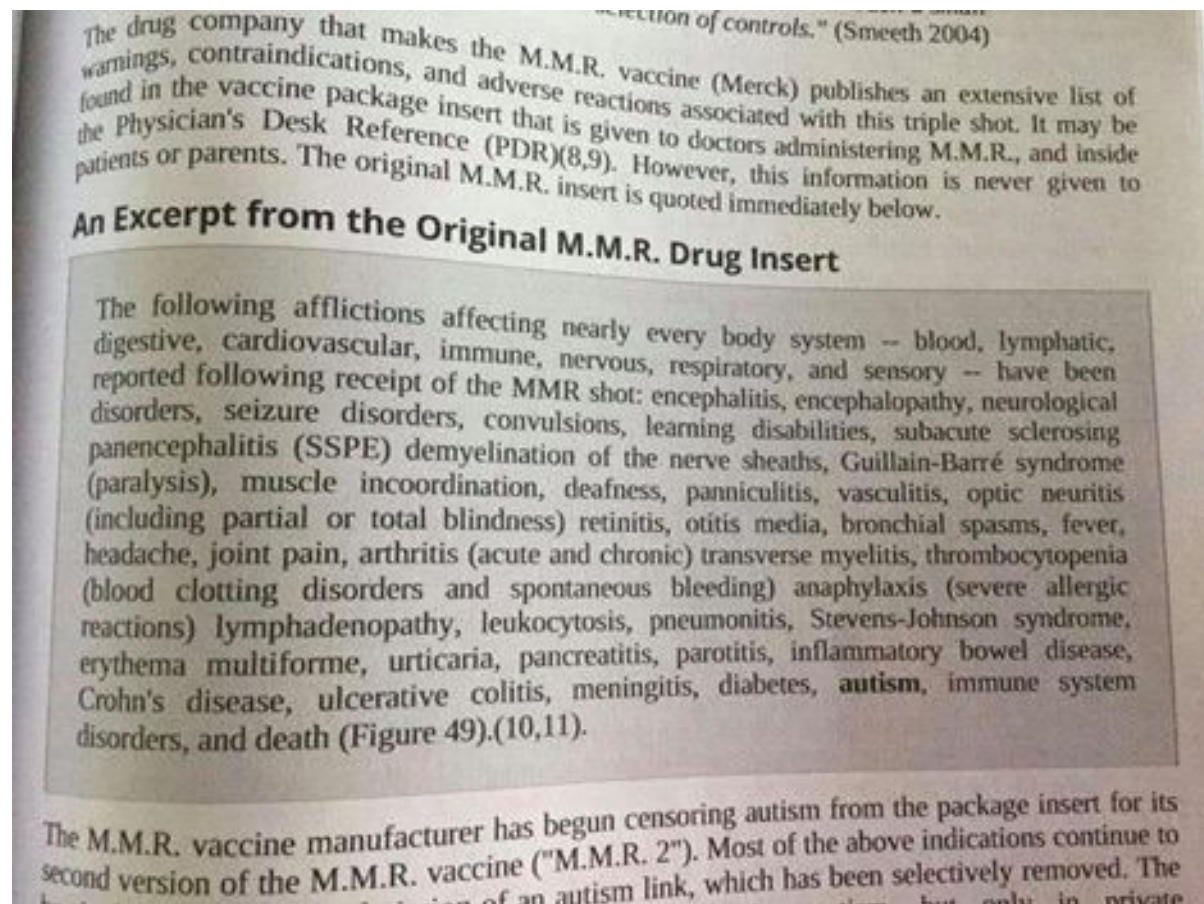 of controls." (Smeeth 2004)
The drug company that makes the M.M.R. vaccine (Merck) publishes an extensive list of
warnings, contraindications, and adverse reactions associated with this triple shot. It may be
found in the vaccine package insert that is given to doctors administering M.M.R., and inside
the Physician's Desk Reference (PDR)(8,9). However, this information is never given to
patients or parents. The original M.M.R. insert is quoted immediately below.
An Excerpt from the Original M.M.R. Drug Insert
The following afflictions affecting nearly every body system -- blood, lymphatic,
digestive, cardiovascular, immune, nervous, respiratory, and sensory -- have been
reported following receipt of the MMR shot: encephalitis, encephalopathy, neurological
disorders, seizure disorders, convulsions, learning disabilities, subacute sclerosing
panencephalitis (SSPE) demyelination of the nerve sheaths, Guillain-Barré syndrome
(paralysis), muscle incoordination, deafness, panniculitis, vasculitis, optic neuritis
(including partial or total blindness) retinitis, otitis media, bronchial spasms, fever,
headache, joint pain, arthritis (acute and chronic) transverse myelitis, thrombocytopenia
(blood clotting disorders and spontaneous bleeding) anaphylaxis (severe allergic
reactions) lymphadenopathy, leukocytosis, pneumonitis, Stevens-Johnson syndrome,
erythema multiforme, urticaria, pancreatitis, parotitis, inflammatory bowel disease,
Crohn's disease, ulcerative colitis, meningitis, diabetes, autism, immune system
disorders, and death (Figure 49).(10,11).
The M.M.R. vaccine manufacturer has begun censoring autism from the package insert for its
second version of the M.M.R. vaccine ("M.M.R. 2"). Most of the above indications continue to
of an autism link, which has been selectively removed. The
but only in private